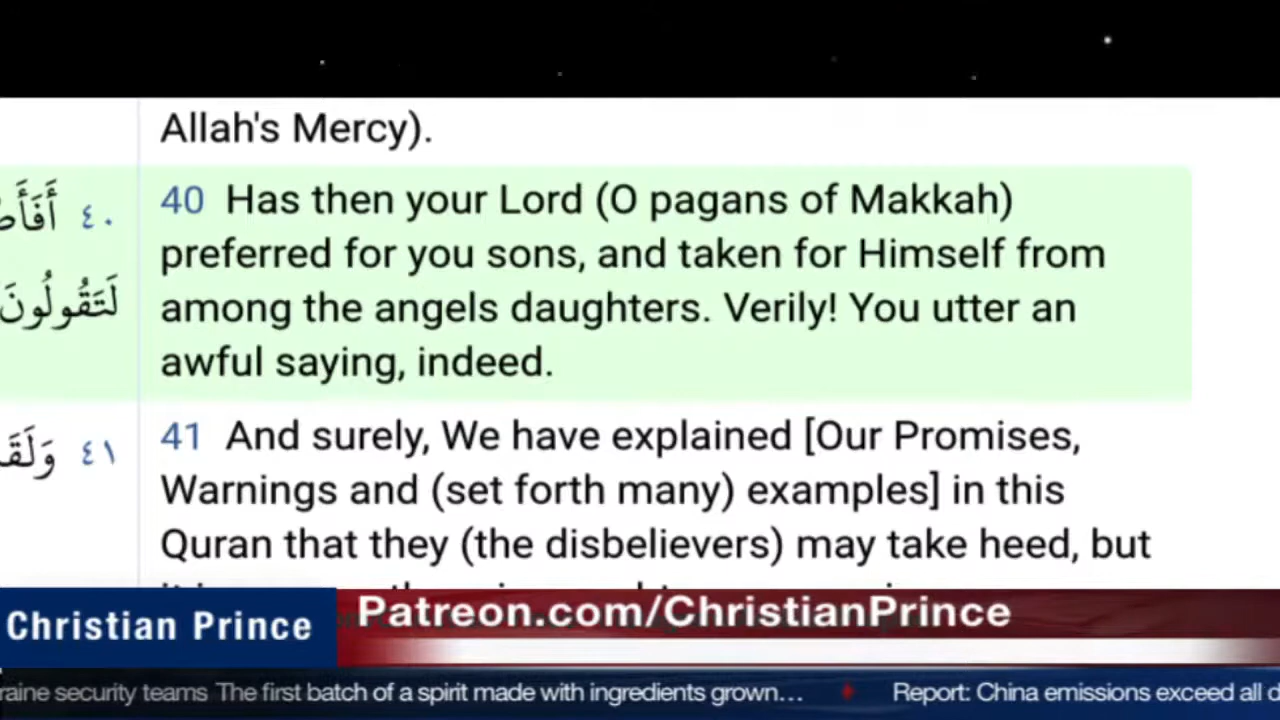 Allah's Mercy).
40 Has then your Lord (O pagans of Makkah)
preferred for you sons, and taken for Himself from
among the angels daughters. Verily! You utter an
awful saying, indeed.
٤٠
لَتَقُولُونَ
41 And surely, We have explained [Our Promises,
Warnings and (set forth many) examples] in this
Quran that they (the disbelievers) may take heed, but
٤١
Christian Prince
Patreon.com/ChristianPrince
raine security teams The first batch of a spirit made with ingredients grown... Report: China emissions exceed all d